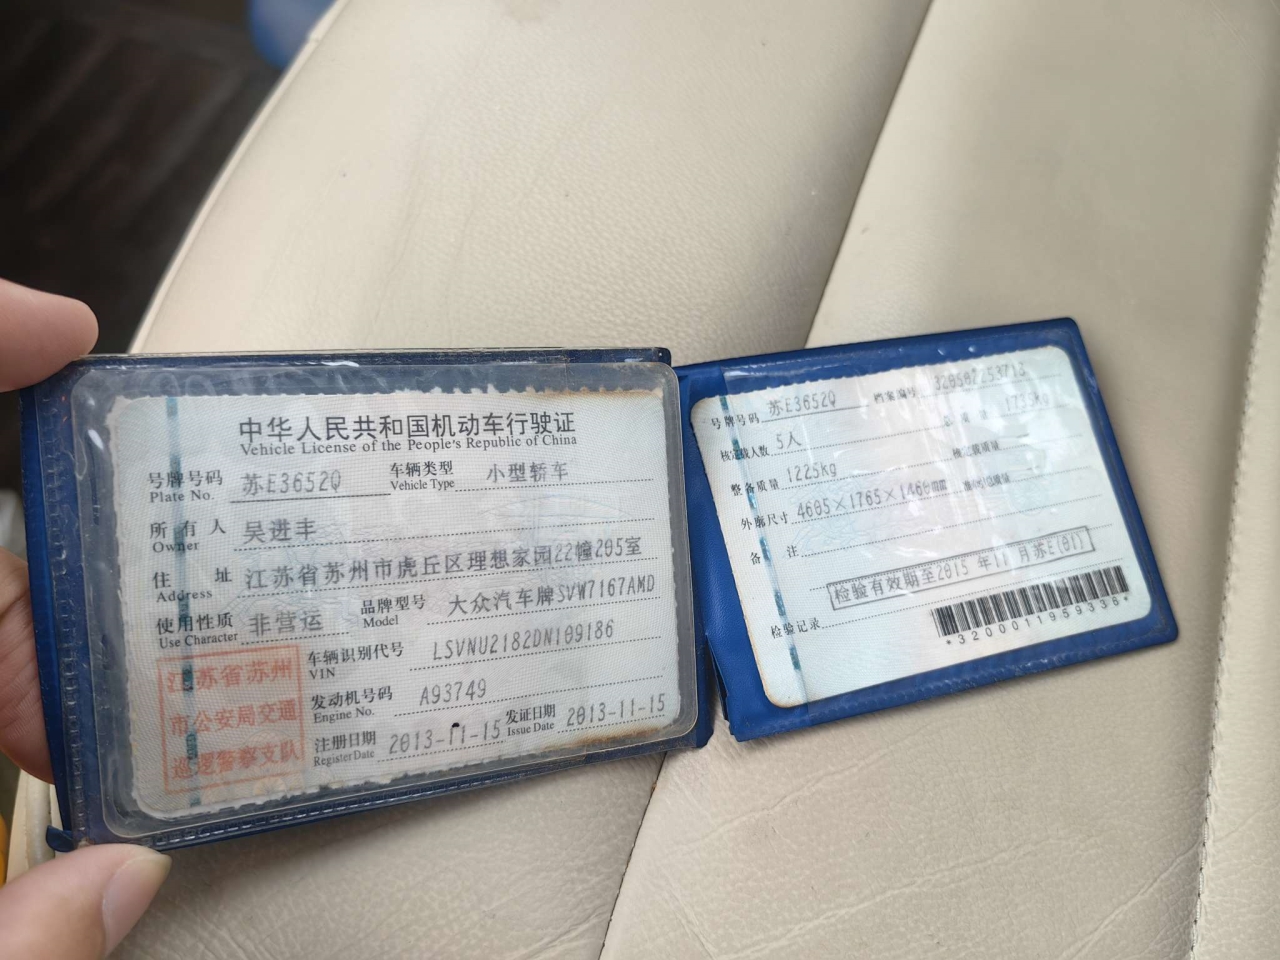 中华人民共和国机动车行驶证
Vehicle License of the People's Republic of China
号牌号码 苏E3652Q 车辆类型 小型轿车
Plate No. Vehicle Type
所有人 吴进丰
Owner
住址 江苏省苏州市虎丘区理想家园22幢205室
Address
使用性质 非营运 品牌型号 大众汽车牌SVW7167AMD
Use Character Model
江苏省苏州
市公安局交通
巡逻警察支队
车辆识别代号 LSVNU2182DN109186
VIN
发动机号码 A93749
Engine No.
注册日期 2013-11-15 发证日期 2013-11-15
Register Date Issue Date
号牌号码 苏E3652Q 档案编号 320502253713
核定载人数 5人 总质量
整备质量 1225kg
外廓尺寸 4605×1765×1460mm
备注
检验有效期至2015年11月苏E(01)
检验记录
*3200011959336*